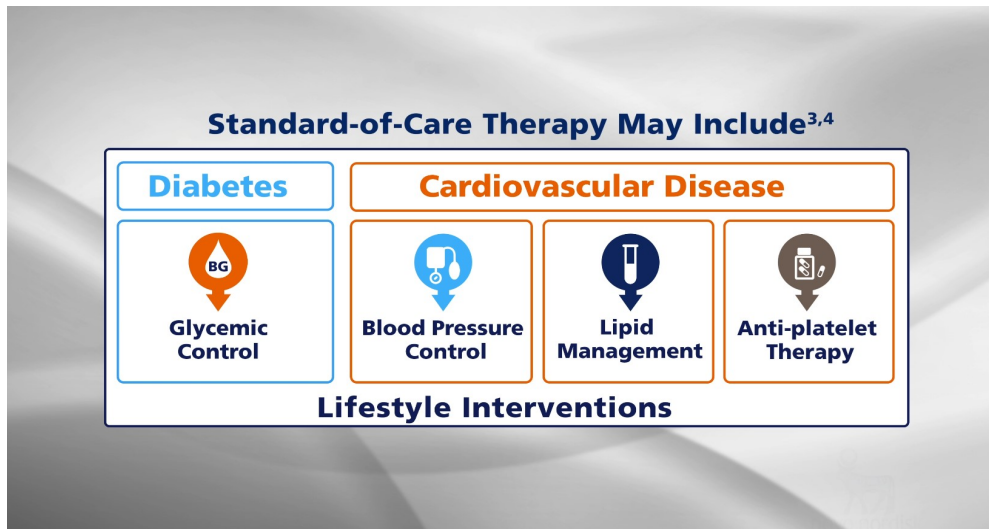 Standard-of-Care Therapy May Include3,4
Diabetes
Cardiovascular Disease
BG
Glycemic
Control
Blood Pressure
Control
Lipid
Management
Anti-platelet
Therapy
Lifestyle Interventions